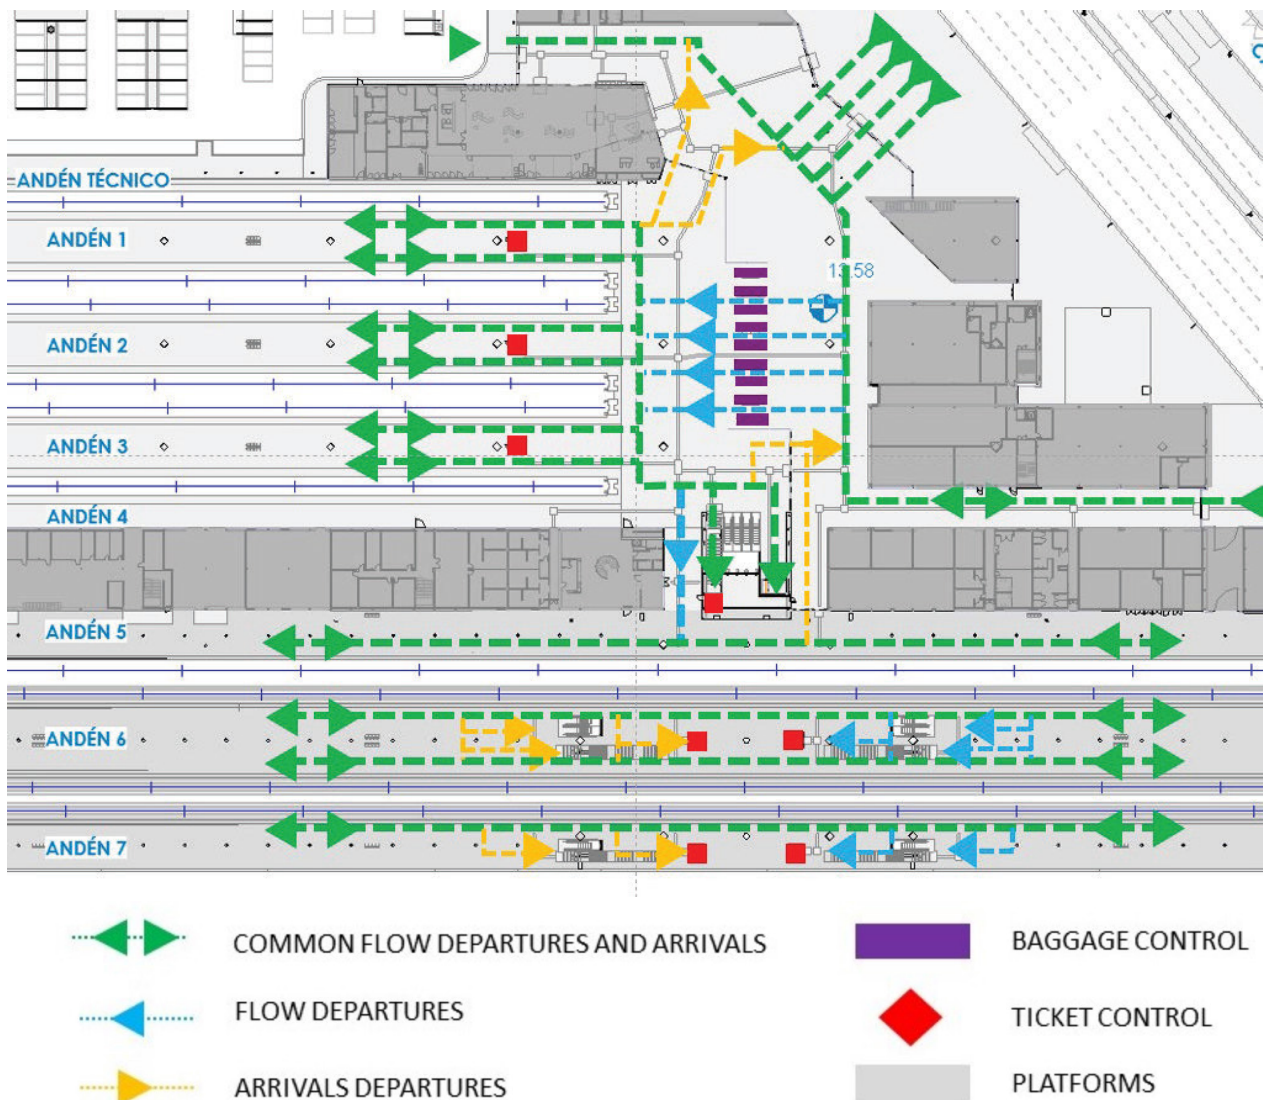 ANDÉN TÉCNICO
ANDÉN 1
13.58
ANDÉN 2
ANDÉN 3
ANDÉN 4
ANDÉN 5
ANDÉN 6
ANDÉN 7
COMMON FLOW DEPARTURES AND ARRIVALS
BAGGAGE CONTROL
FLOW DEPARTURES
TICKET CONTROL
ARRIVALS DEPARTURES
PLATFORMS